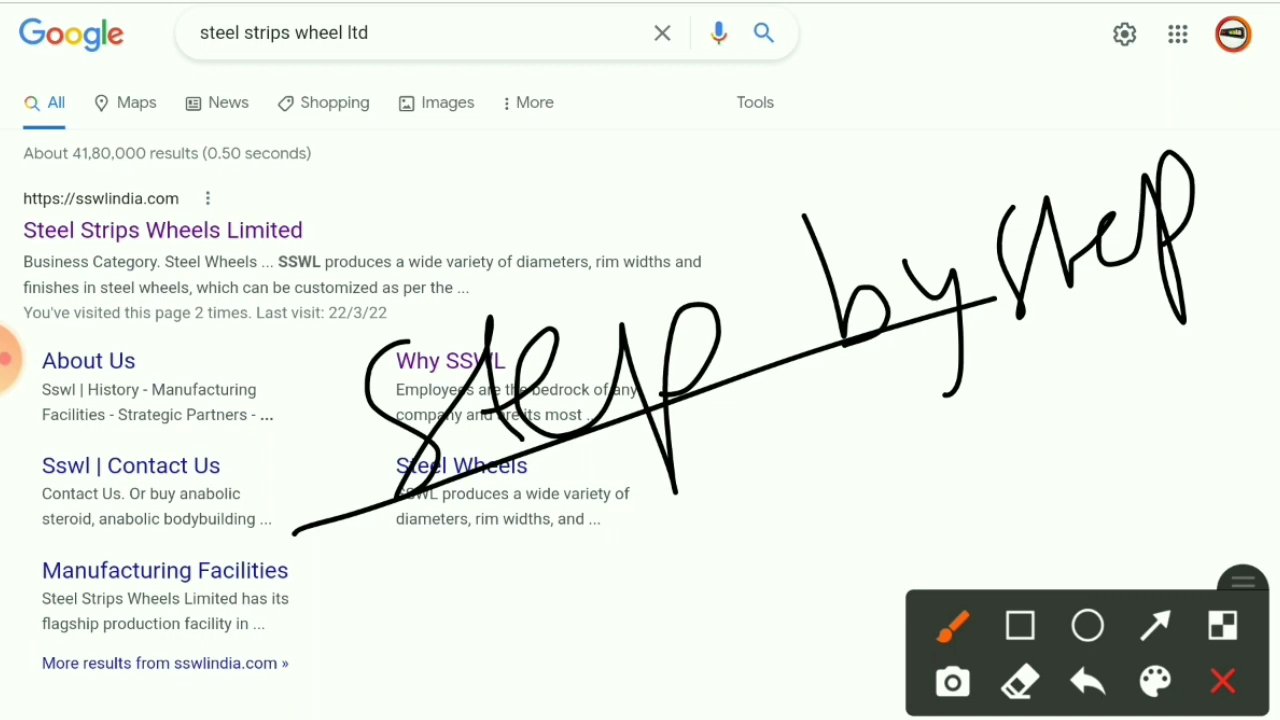 Google
steel strips wheel ltd
All Maps News Shopping Images More Tools
About 41,80,000 results (0.50 seconds)
https://sswlindia.com
Steel Strips Wheels Limited
Business Category. Steel Wheels ... SSWL produces a wide variety of diameters, rim widths and
finishes in steel wheels, which can be customized as per the ...
You've visited this page 2 times. Last visit: 22/3/22
About Us
Sswl | History - Manufacturing
Facilities - Strategic Partners - ...
Why SSWL
Employees are the bedrock of any
company and are its most ...
Sswl | Contact Us
Contact Us. Or buy anabolic
steroid, anabolic bodybuilding ...
Steel Wheels
SSWL produces a wide variety of
diameters, rim widths, and ...
Manufacturing Facilities
Steel Strips Wheels Limited has its
flagship production facility in ...
More results from sswlindia.com »
step by step